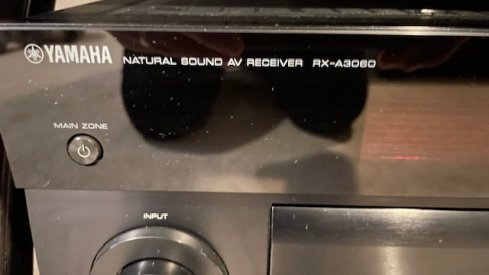 YAMAHA NATURAL SOUND AV RECEIVER RX-A3060
MAIN ZONE
INPUT